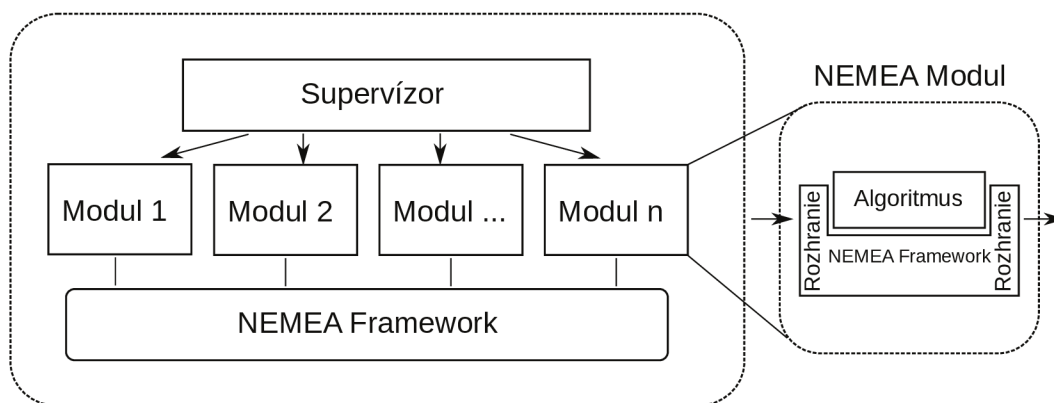 Supervízor
Modul 1
Modul 2
Modul ...
Modul n
NEMEA Framework
NEMEA Modul
Rozhranie
Algoritmus
NEMEA Framework
Rozhranie